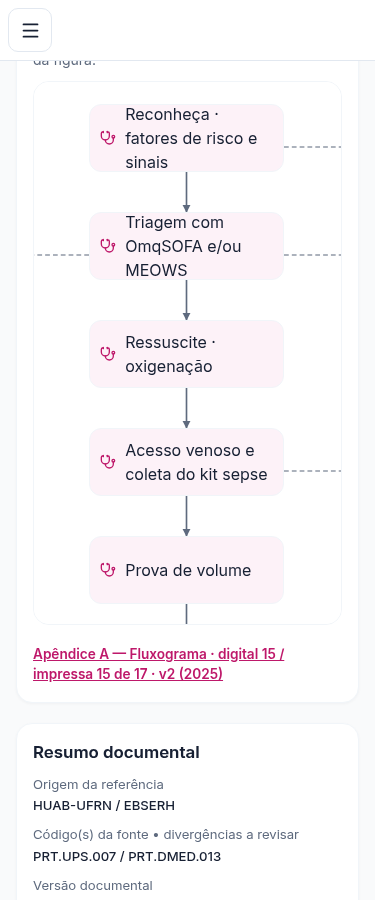 da figura.
Reconheça ·
fatores de risco e
sinais
Triagem com
OmqSOFA e/ou
MEOWS
Ressuscite ·
oxigenação
Acesso venoso e
coleta do kit sepse
Prova de volume
Apêndice A — Fluxograma · digital 15 /
impressa 15 de 17 · v2 (2025)
Resumo documental
Origem da referência
HUAB-UFRN / EBSERH
Código(s) da fonte • divergências a revisar
PRT.UPS.007 / PRT.DMED.013
Versão documental